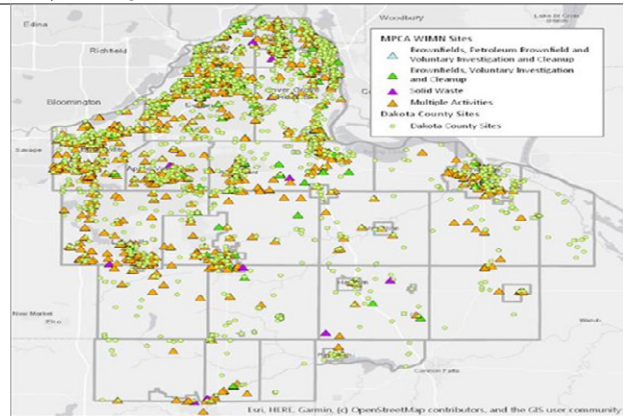 Edina
Woodbury
Richfield
MPCA WIMN Sites
Brownfields, Petroleum Brownfield and
Voluntary Investigation and Cleanup
Brownfields, Voluntary Investigation
and Cleanup
Solid Waste
Multiple Activities
Dakota County Sites
Dakota County Sites
Bloomington
Savage
New Market
Cannon Falls
Esri, HERE, Garmin, (c) OpenStreetMap contributors, and the GIS user community